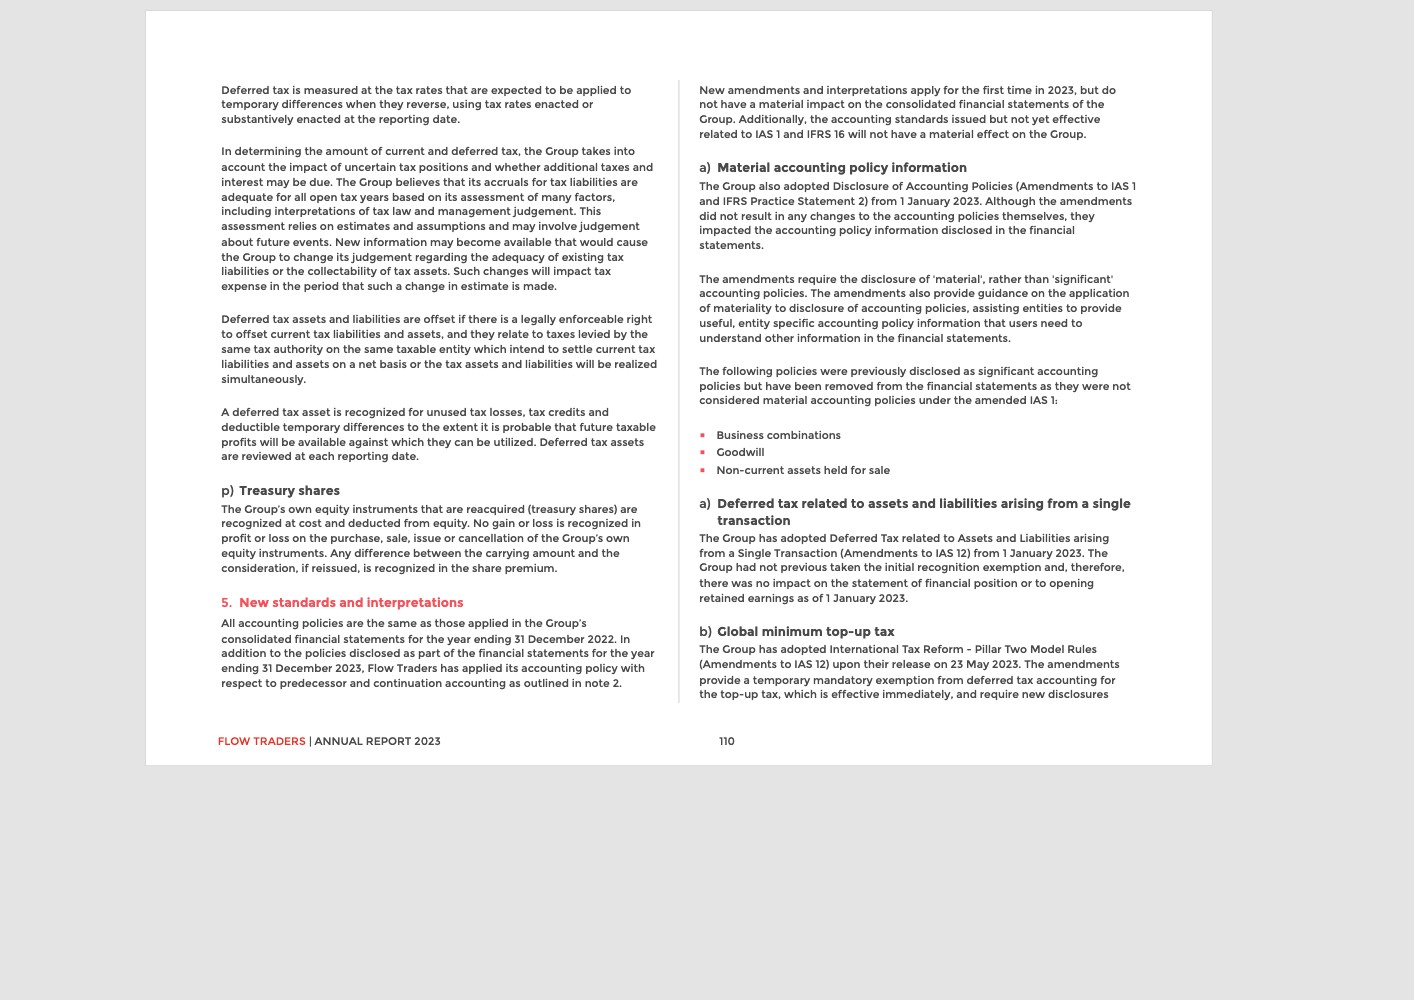 Deferred tax is measured at the tax rates that are expected to be applied to
temporary differences when they reverse, using tax rates enacted or
substantively enacted at the reporting date.
In determining the amount of current and deferred tax, the Group takes into
account the impact of uncertain tax positions and whether additional taxes and
interest may be due. The Group believes that its accruals for tax liabilities are
adequate for all open tax years based on its assessment of many factors,
including interpretations of tax law and management judgement. This
assessment relies on estimates and assumptions and may involve judgement
about future events. New information may become available that would cause
the Group to change its judgement regarding the adequacy of existing tax
liabilities or the collectability of tax assets. Such changes will impact tax
expense in the period that such a change in estimate is made.
Deferred tax assets and liabilities are offset if there is a legally enforceable right
to offset current tax liabilities and assets, and they relate to taxes levied by the
same tax authority on the same taxable entity which intend to settle current tax
liabilities and assets on a net basis or the tax assets and liabilities will be realized
simultaneously.
A deferred tax asset is recognized for unused tax losses, tax credits and
deductible temporary differences to the extent it is probable that future taxable
profits will be available against which they can be utilized. Deferred tax assets
are reviewed at each reporting date.
p) Treasury shares
The Group's own equity instruments that are reacquired (treasury shares) are
recognized at cost and deducted from equity. No gain or loss is recognized in
profit or loss on the purchase, sale, issue or cancellation of the Group's own
equity instruments. Any difference between the carrying amount and the
consideration, if reissued, is recognized in the share premium.
5. New standards and interpretations
All accounting policies are the same as those applied in the Group's
consolidated financial statements for the year ending 31 December 2022. In
addition to the policies disclosed as part of the financial statements for the year
ending 31 December 2023, Flow Traders has applied its accounting policy with
respect to predecessor and continuation accounting as outlined in note 2.
New amendments and interpretations apply for the first time in 2023, but do
not have a material impact on the consolidated financial statements of the
Group. Additionally, the accounting standards issued but not yet effective
related to IAS 1 and IFRS 16 will not have a material effect on the Group.
a) Material accounting policy information
The Group also adopted Disclosure of Accounting Policies (Amendments to IAS 1
and IFRS Practice Statement 2) from 1 January 2023. Although the amendments
did not result in any changes to the accounting policies themselves, they
impacted the accounting policy information disclosed in the financial
statements.
The amendments require the disclosure of 'material', rather than 'significant'
accounting policies. The amendments also provide guidance on the application
of materiality to disclosure of accounting policies, assisting entities to provide
useful, entity specific accounting policy information that users need to
understand other information in the financial statements.
The following policies were previously disclosed as significant accounting
policies but have been removed from the financial statements as they were not
considered material accounting policies under the amended IAS 1:
▪ Business combinations
▪ Goodwill
▪ Non-current assets held for sale
a) Deferred tax related to assets and liabilities arising from a single
transaction
The Group has adopted Deferred Tax related to Assets and Liabilities arising
from a Single Transaction (Amendments to IAS 12) from 1 January 2023. The
Group had not previous taken the initial recognition exemption and, therefore,
there was no impact on the statement of financial position or to opening
retained earnings as of 1 January 2023.
b) Global minimum top-up tax
The Group has adopted International Tax Reform - Pillar Two Model Rules
(Amendments to IAS 12) upon their release on 23 May 2023. The amendments
provide a temporary mandatory exemption from deferred tax accounting for
the top-up tax, which is effective immediately, and require new disclosures
FLOW TRADERS | ANNUAL REPORT 2023
110